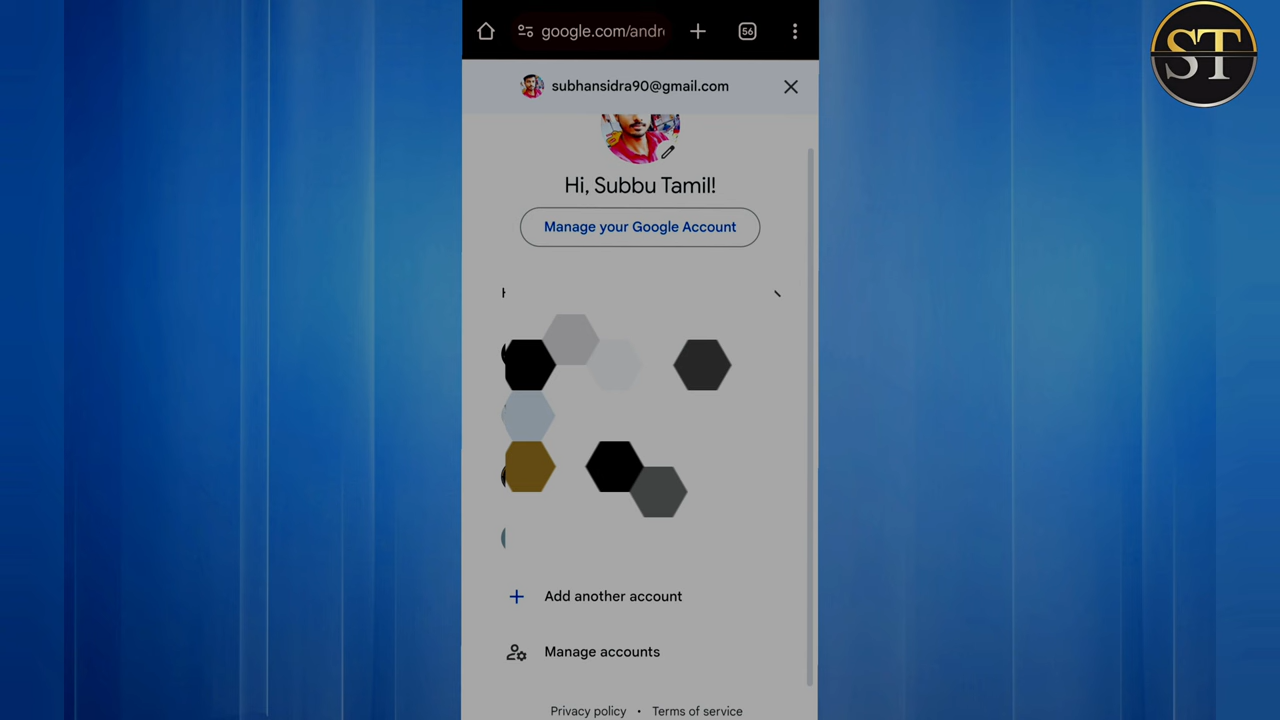 google.com/andr
56
ST
subhansidra90@gmail.com
Hi, Subbu Tamil!
Manage your Google Account
Add another account
Manage accounts
Privacy policy • Terms of service